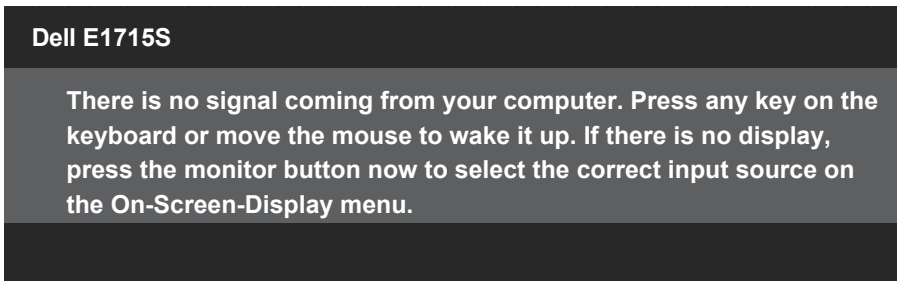 Dell E1715S
There is no signal coming from your computer. Press any key on the
keyboard or move the mouse to wake it up. If there is no display,
press the monitor button now to select the correct input source on
the On-Screen-Display menu.